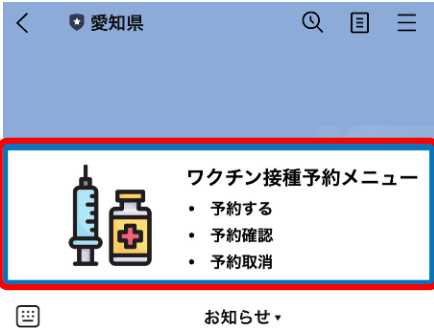 愛知県
ワクチン接種予約メニュー
・ 予約する
・ 予約確認
・ 予約取消
お知らせ▾